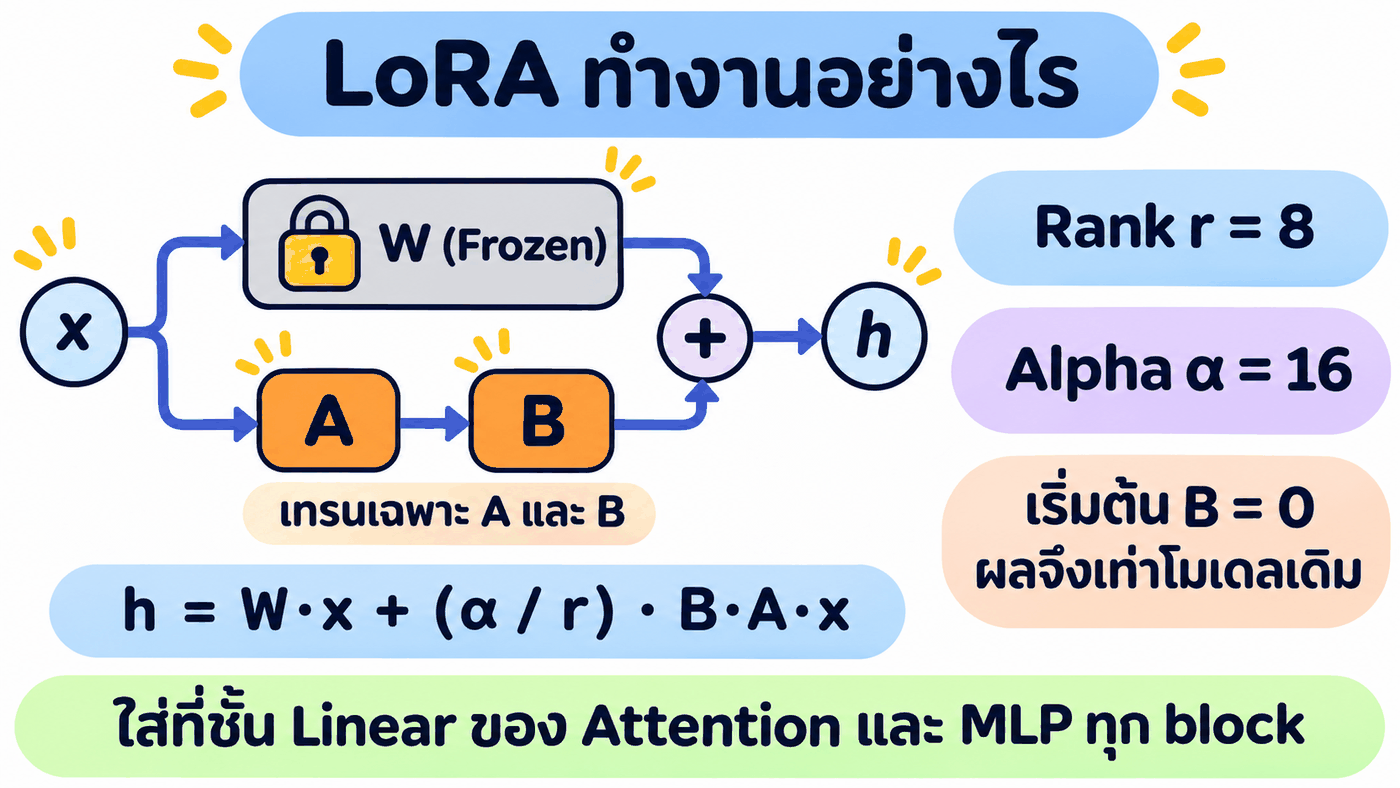 LoRA ทำงานอย่างไร
W (Frozen)
x
+
h
A
B
เทรนเฉพาะ A และ B
Rank r = 8
Alpha α = 16
เริ่มต้น B = 0
ผลจึงเท่าโมเดลเดิม
h = W·x + (α / r) · B·A·x
ใส่ที่ชั้น Linear ของ Attention และ MLP ทุก block